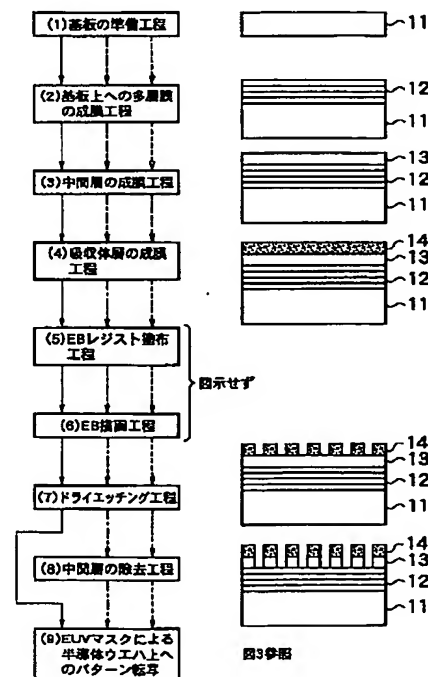 (1)基板の準備工程
11
(2)基板上への多層膜
の成膜工程
12
11
(3)中間層の成膜工程
13
12
11
(4)吸収体層の成膜
工程
14
13
12
11
(5)EBレジスト塗布
工程
図示せず
(6)EB描画工程
(7)ドライエッチング工程
14
13
12
11
(8)中間層の除去工程
14
13
12
11
(9)EUVマスクによる
半導体ウエハ上へ
のパターン転写
図3参照